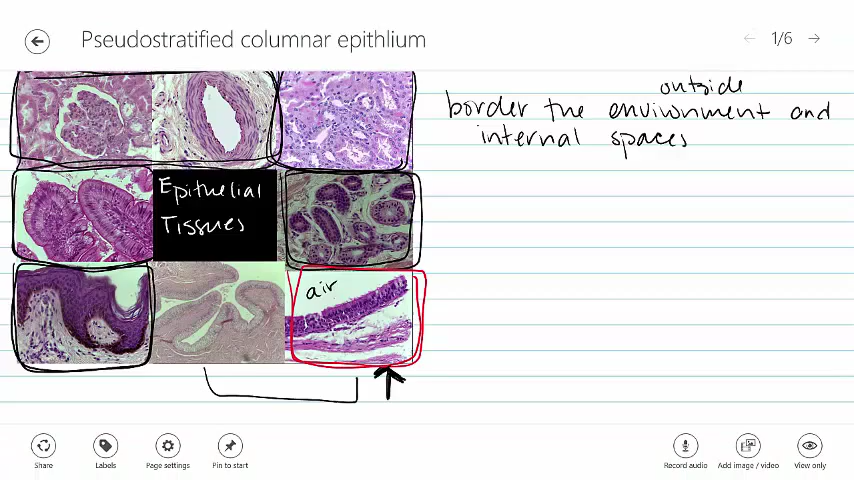 Pseudostratified columnar epithlium
1/6
outside
border the environment and
internal spaces
Epithelial
Tissues
air
Share
Labels
Page settings
Pin to start
Record audio
Add image / video
View only